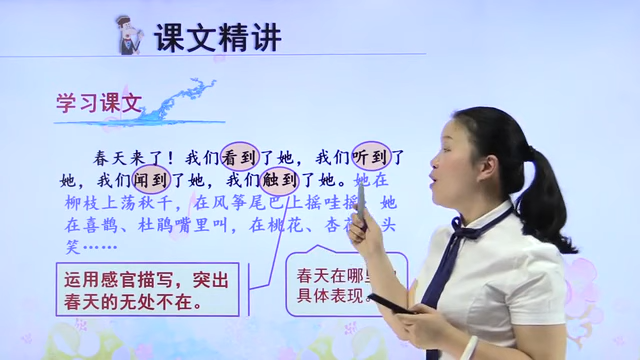 课文精讲
学习课文
春天来了！我们看到了她，我们听到了
她，我们闻到了她，我们触到了她。她在
柳枝上荡秋千，在风筝尾巴上摇哇摇；她
在喜鹊、杜鹃嘴里叫，在桃花、杏花 头
笑……
运用感官描写，突出
春天的无处不在。
春天在哪里
具体表现。